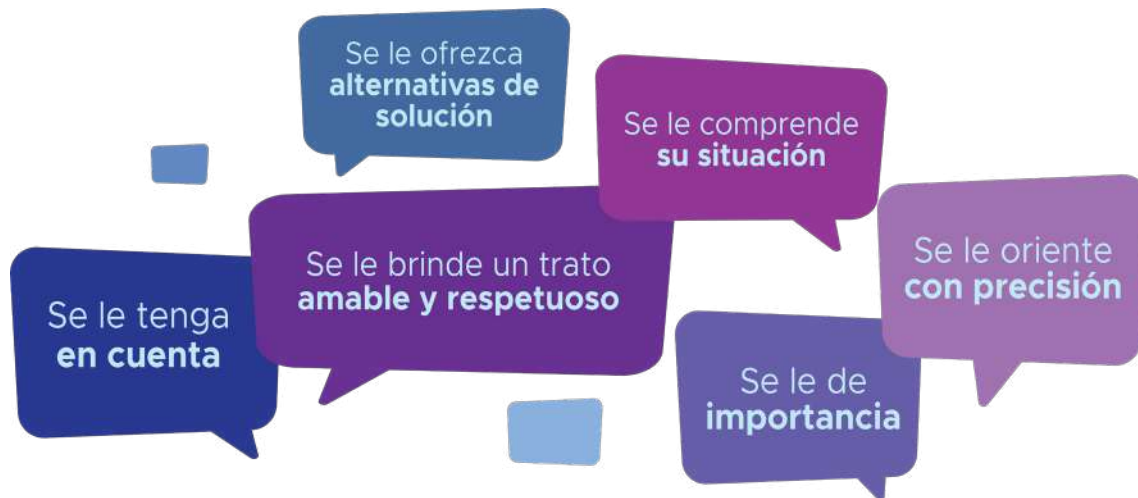 Se le ofrezca
alternativas de
solución
Se le comprende
su situación
Se le brinde un trato
amable y respetuoso
Se le oriente
con precisión
Se le tenga
en cuenta
Se le de
importancia